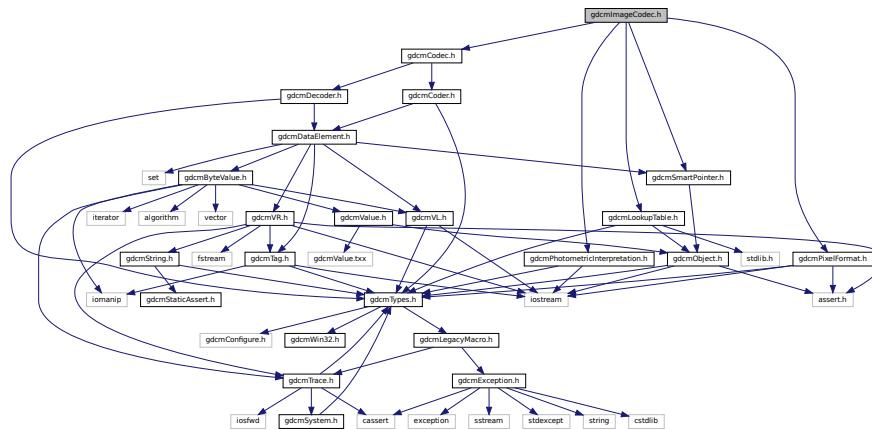 gdcmImageCodec.h
gdcmCodec.h
gdcmDecoder.h
gdcmCoder.h
gdcmDataElement.h
set
gdcmByteValue.h
gdcmSmartPointer.h
iterator
algorithm
vector
gdcmVR.h
gdcmValue.h
gdcmVL.h
gdcmLookupTable.h
gdcmString.h
fstream
gdcmTag.h
gdcmValue.txx
gdcmPhotometricInterpretation.h
gdcmObject.h
stdlib.h
gdcmPixelFormat.h
iomanip
gdcmStaticAssert.h
gdcmTypes.h
iostream
assert.h
gdcmConfigure.h
gdcmWin32.h
gdcmLegacyMacro.h
gdcmTrace.h
gdcmException.h
iosfwd
gdcmSystem.h
cassert
exception
sstream
stdexcept
string
cstdlib